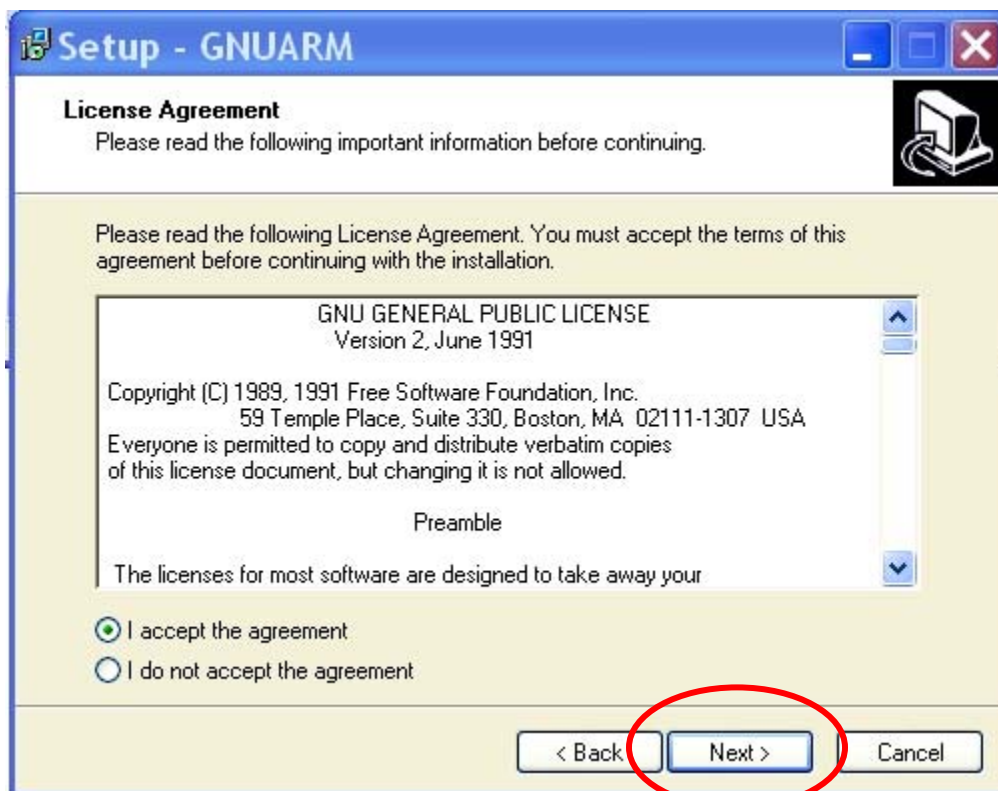 Setup - GNUARM
License Agreement
Please read the following important information before continuing.
Please read the following License Agreement. You must accept the terms of this
agreement before continuing with the installation.
GNU GENERAL PUBLIC LICENSE
Version 2, June 1991
Copyright (C) 1989, 1991 Free Software Foundation, Inc.
59 Temple Place, Suite 330, Boston, MA  02111-1307  USA
Everyone is permitted to copy and distribute verbatim copies
of this license document, but changing it is not allowed.
Preamble
The licenses for most software are designed to take away your
I accept the agreement
I do not accept the agreement
< Back Next > Cancel